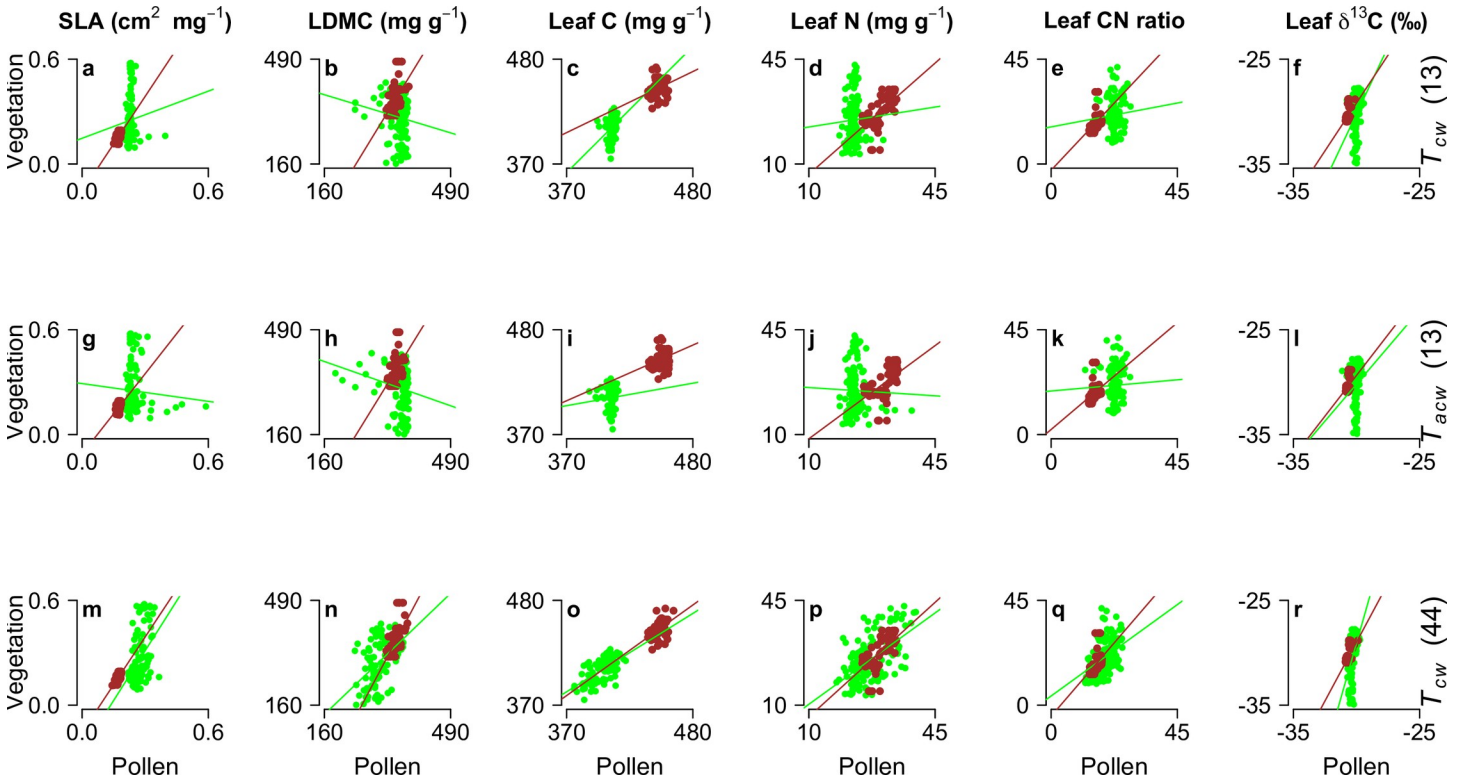 SLA (cm² mg⁻¹) LDMC (mg g⁻¹) Leaf C (mg g⁻¹) Leaf N (mg g⁻¹) Leaf CN ratio Leaf δ¹³C (‰)
Vegetation 0.6 a 490 b 480 c 45 d 45 e -25 f T_cw (13)
0.0 160 370 10 0 -35
0.0 0.6 160 490 370 480 10 45 0 45 -35 -25
Vegetation 0.6 g 490 h 480 i 45 j 45 k -25 l T_acw (13)
0.0 160 370 10 0 -35
0.0 0.6 160 490 370 480 10 45 0 45 -35 -25
Vegetation 0.6 m 490 n 480 o 45 p 45 q -25 r T_cw (44)
0.0 160 370 10 0 -35
0.0 0.6 160 490 370 480 10 45 0 45 -35 -25
Pollen Pollen Pollen Pollen Pollen Pollen